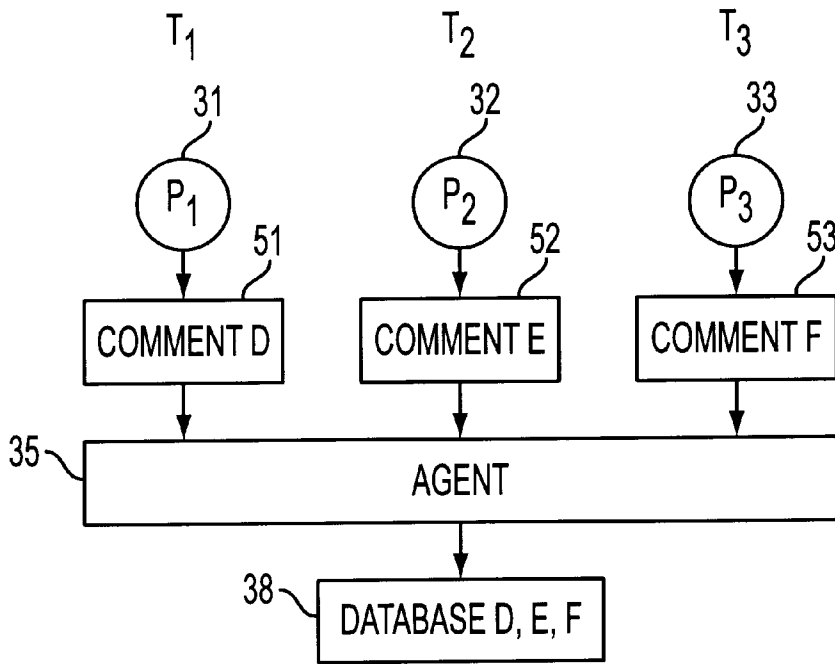 T1 T2 T3
31 32 33
P1 P2 P3
51 52 53
COMMENT D COMMENT E COMMENT F
35 AGENT
38 DATABASE D, E, F